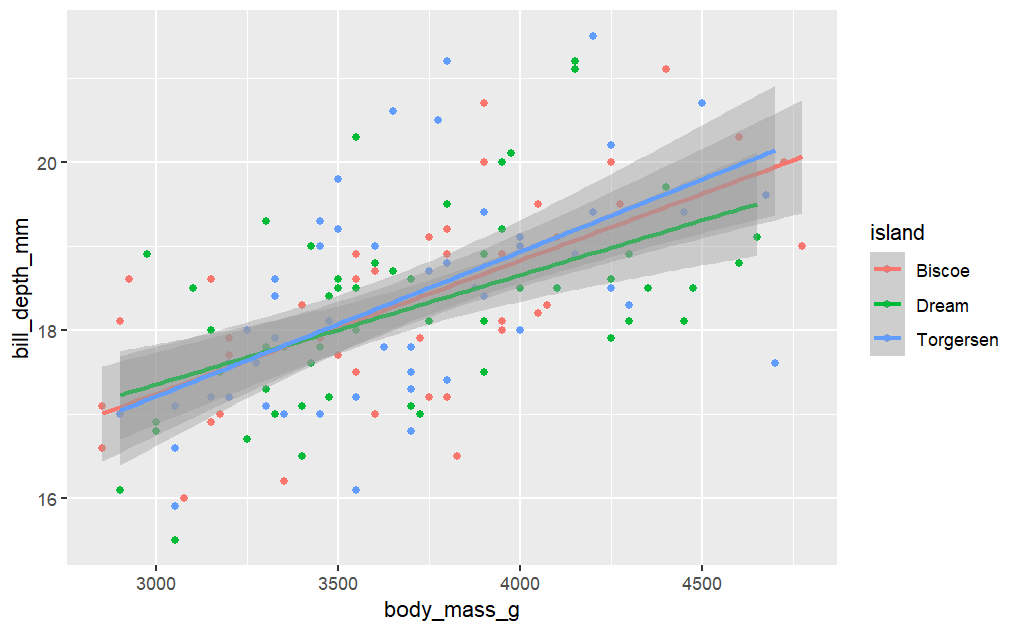 20
18
16
bill_depth_mm
3000 3500 4000 4500
body_mass_g
island
Biscoe
Dream
Torgersen